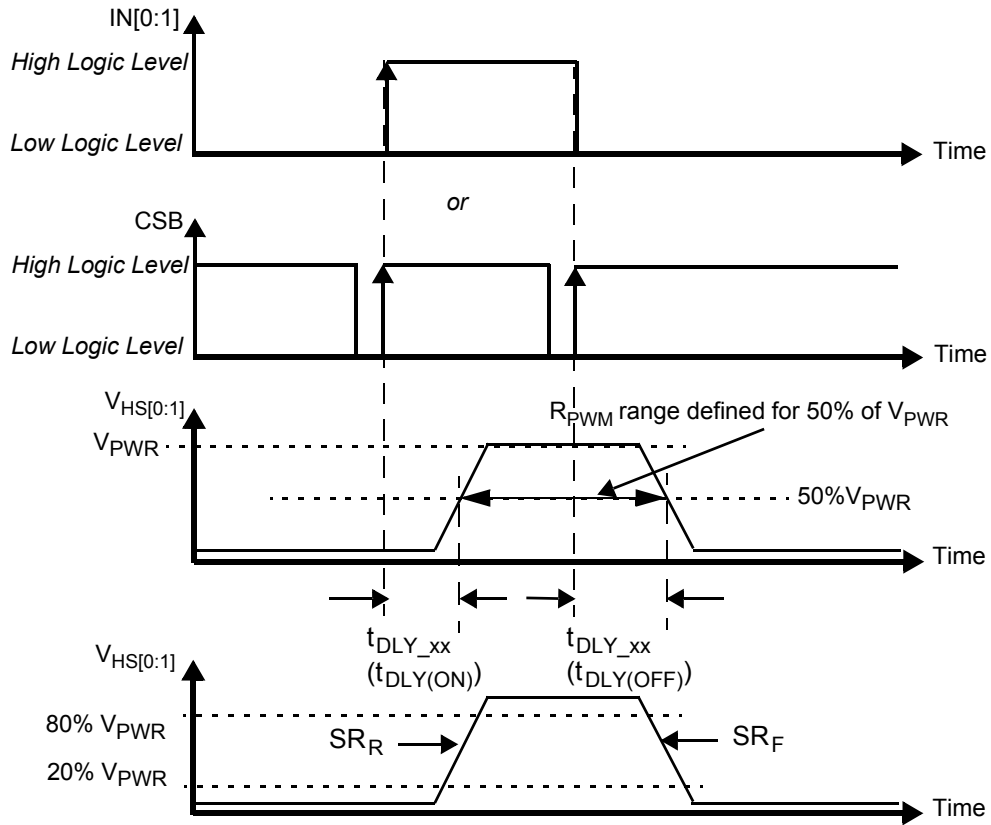 IN[0:1]
High Logic Level
Low Logic Level
Time
or
CSB
High Logic Level
Low Logic Level
Time
VHS[0:1]
RPWM range defined for 50% of VPWR
VPWR
50%VPWR
Time
tDLY_xx
(tDLY(ON))
tDLY_xx
(tDLY(OFF))
VHS[0:1]
80% VPWR
SRR
SRF
20% VPWR
Time